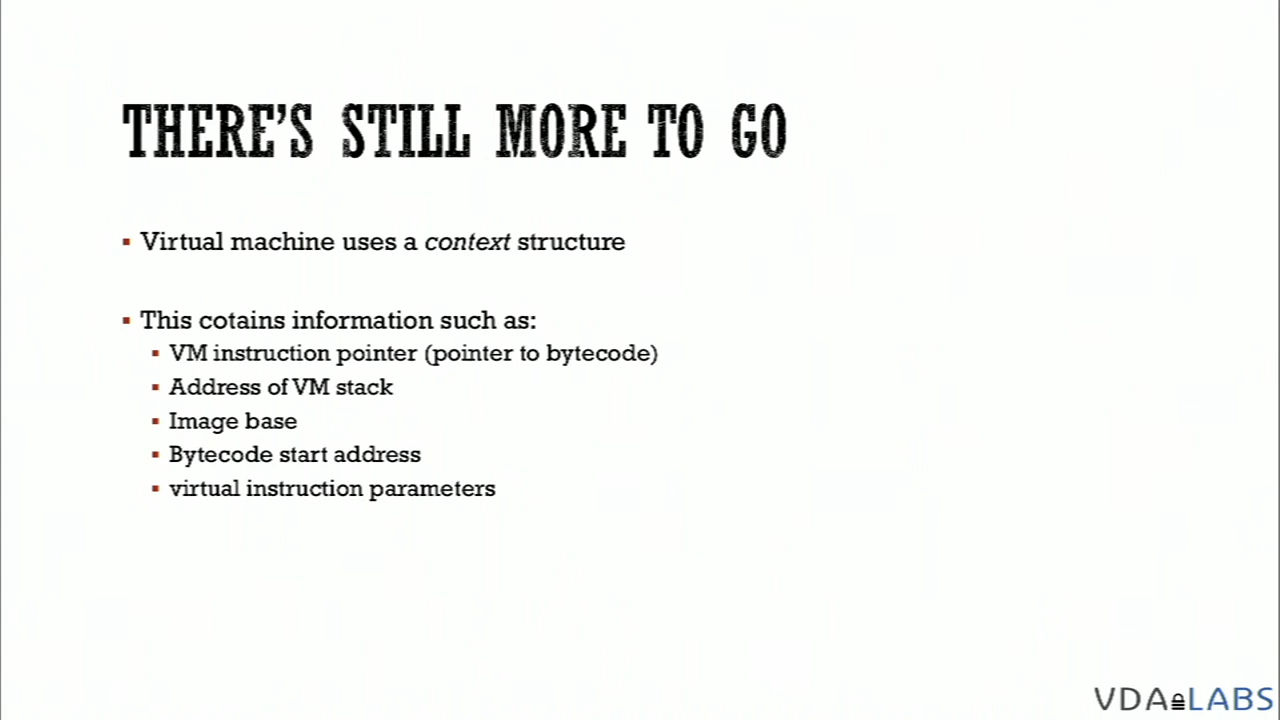 THERE'S STILL MORE TO GO
Virtual machine uses a context structure
This cotains information such as:
VM instruction pointer (pointer to bytecode)
Address of VM stack
Image base
Bytecode start address
virtual instruction parameters
VDA LABS